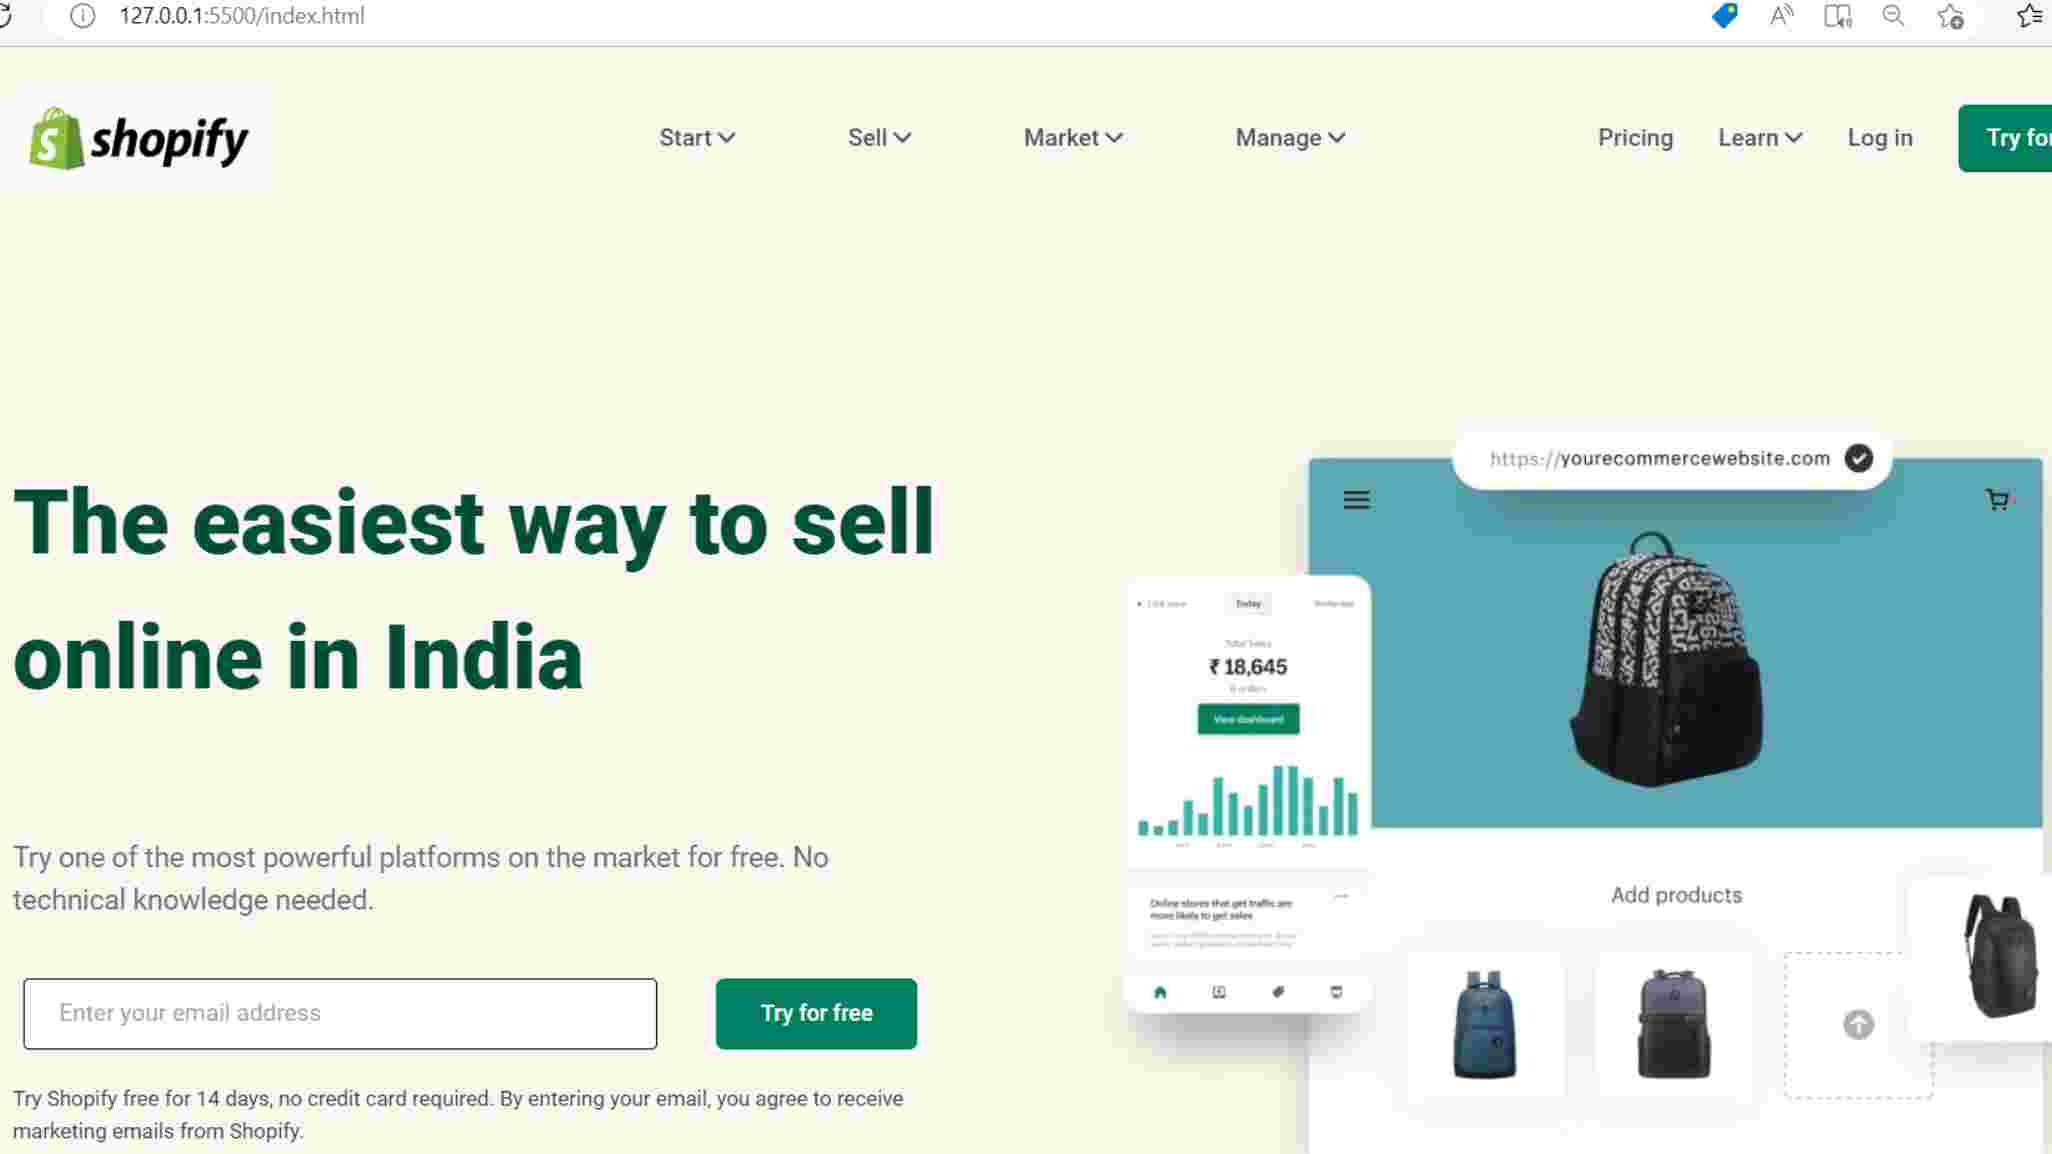 127.0.0.1:5500/index.html
shopify
Start
Sell
Market
Manage
Pricing
Learn
Log in
Try for
https://yourecommercewebsite.com
The easiest way to sell
online in India
Today
Yesterday
Total Sales
₹ 18,645
View dashboard
Online stores that get traffic are
more likely to get sales
Add products
Try one of the most powerful platforms on the market for free. No
technical knowledge needed.
Enter your email address
Try for free
Try Shopify free for 14 days, no credit card required. By entering your email, you agree to receive
marketing emails from Shopify.